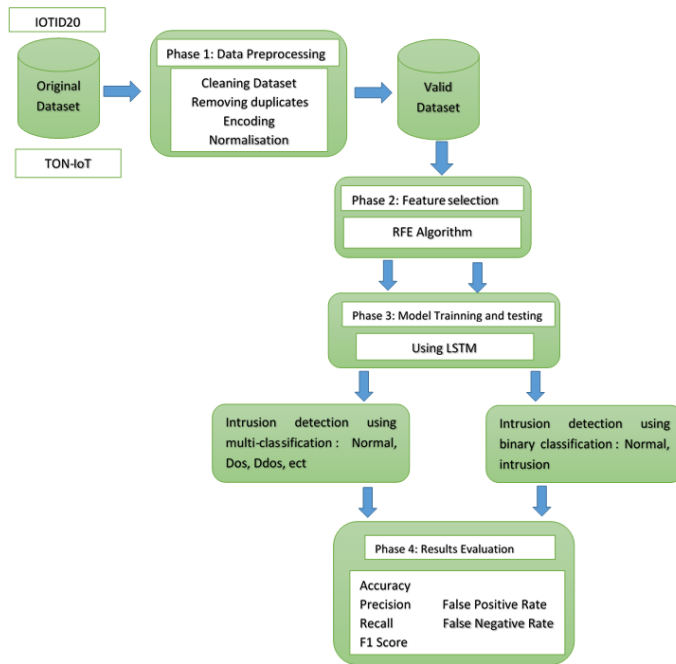 IOTID20
Original
Dataset
TON-IoT
Phase 1: Data Preprocessing
Cleaning Dataset
Removing duplicates
Encoding
Normalisation
Valid
Dataset
Phase 2: Feature selection
RFE Algorithm
Phase 3: Model Trainning and testing
Using LSTM
Intrusion detection using
multi-classification : Normal,
Dos, Ddos, ect
Intrusion detection using
binary classification : Normal,
intrusion
Phase 4: Results Evaluation
Accuracy
Precision False Positive Rate
Recall False Negative Rate
F1 Score